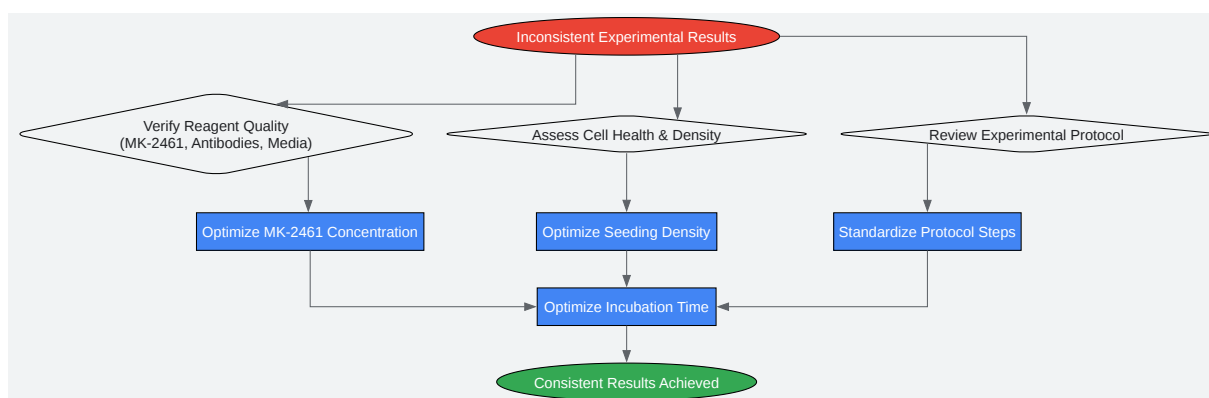 Inconsistent Experimental Results
Verify Reagent Quality
(MK-2461, Antibodies, Media)
Assess Cell Health & Density
Review Experimental Protocol
Optimize MK-2461 Concentration
Optimize Seeding Density
Standardize Protocol Steps
Optimize Incubation Time
Consistent Results Achieved